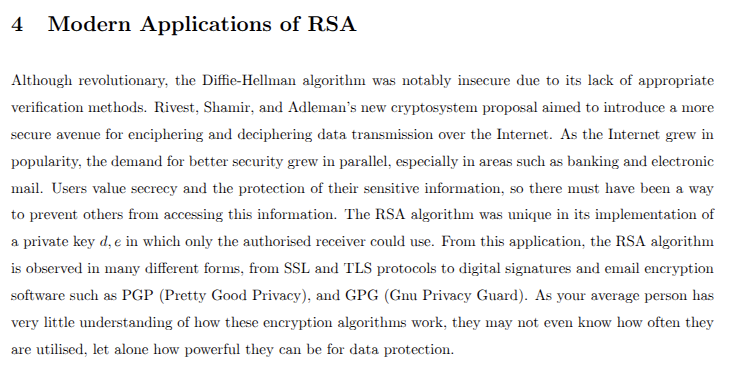 4 Modern Applications of RSA
Although revolutionary, the Diffie-Hellman algorithm was notably insecure due to its lack of appropriate
verification methods. Rivest, Shamir, and Adleman's new cryptosystem proposal aimed to introduce a more
secure avenue for enciphering and deciphering data transmission over the Internet. As the Internet grew in
popularity, the demand for better security grew in parallel, especially in areas such as banking and electronic
mail. Users value secrecy and the protection of their sensitive information, so there must have been a way
to prevent others from accessing this information. The RSA algorithm was unique in its implementation of
a private key d, e in which only the authorised receiver could use. From this application, the RSA algorithm
is observed in many different forms, from SSL and TLS protocols to digital signatures and email encryption
software such as PGP (Pretty Good Privacy), and GPG (Gnu Privacy Guard). As your average person has
very little understanding of how these encryption algorithms work, they may not even know how often they
are utilised, let alone how powerful they can be for data protection.